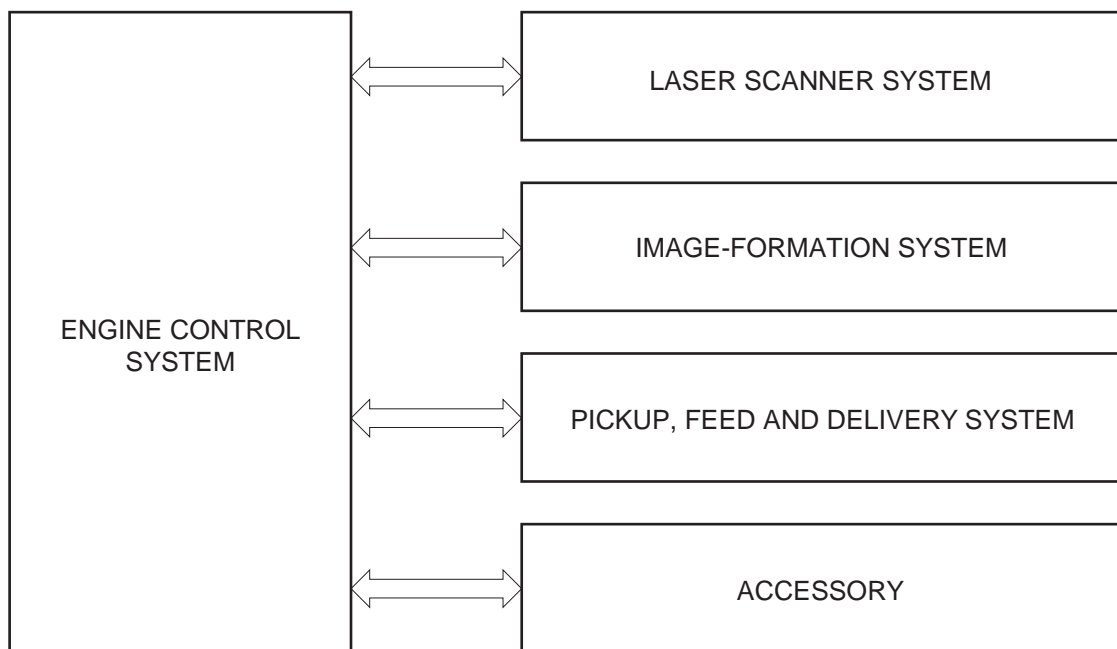 LASER SCANNER SYSTEM
IMAGE-FORMATION SYSTEM
ENGINE CONTROL
SYSTEM
PICKUP, FEED AND DELIVERY SYSTEM
ACCESSORY